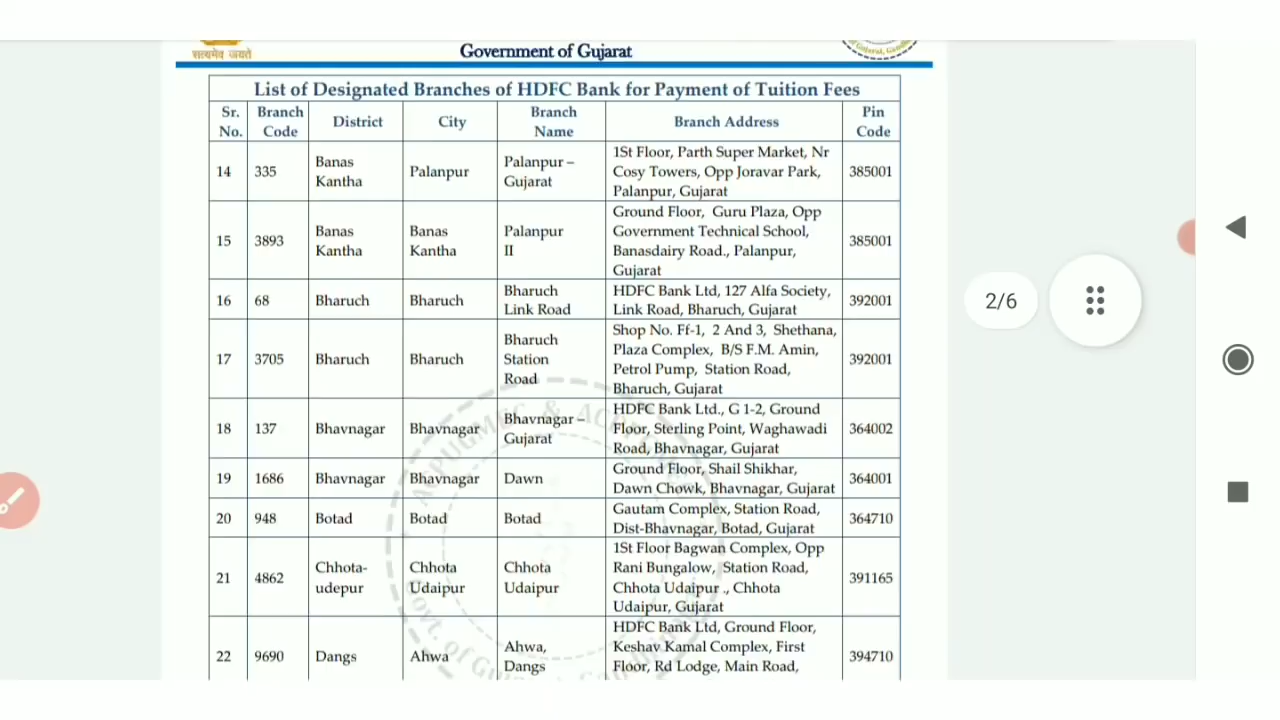 सत्यमेव जयते
Government of Gujarat
List of Designated Branches of HDFC Bank for Payment of Tuition Fees
Sr. No. Branch Code District City Branch Name Branch Address Pin Code
14 335 Banas Kantha Palanpur Palanpur – Gujarat 1St Floor, Parth Super Market, Nr Cosy Towers, Opp Joravar Park, Palanpur, Gujarat 385001
15 3893 Banas Kantha Banas Kantha Palanpur II Ground Floor, Guru Plaza, Opp Government Technical School, Banasdairy Road., Palanpur, Gujarat 385001
16 68 Bharuch Bharuch Bharuch Link Road HDFC Bank Ltd, 127 Alfa Society, Link Road, Bharuch, Gujarat 392001
17 3705 Bharuch Bharuch Bharuch Station Road Shop No. Ff-1, 2 And 3, Shethana, Plaza Complex, B/S F.M. Amin, Petrol Pump, Station Road, Bharuch, Gujarat 392001
18 137 Bhavnagar Bhavnagar Bhavnagar – Gujarat HDFC Bank Ltd., G 1-2, Ground Floor, Sterling Point, Waghawadi Road, Bhavnagar, Gujarat 364002
19 1686 Bhavnagar Bhavnagar Dawn Ground Floor, Shail Shikhar, Dawn Chowk, Bhavnagar, Gujarat 364001
20 948 Botad Botad Botad Gautam Complex, Station Road, Dist-Bhavnagar, Botad, Gujarat 364710
21 4862 Chhota-udepur Chhota Udaipur Chhota Udaipur 1St Floor Bagwan Complex, Opp Rani Bungalow, Station Road, Chhota Udaipur ., Chhota Udaipur, Gujarat 391165
22 9690 Dangs Ahwa Ahwa, Dangs HDFC Bank Ltd, Ground Floor, Keshav Kamal Complex, First Floor, Rd Lodge, Main Road, 394710
2/6